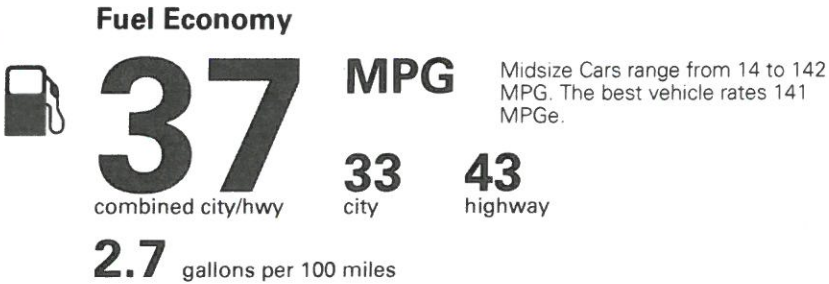 Fuel Economy
37 MPG
Midsize Cars range from 14 to 142
MPG. The best vehicle rates 141
MPGe.
combined city/hwy
33
city
43
highway
2.7 gallons per 100 miles